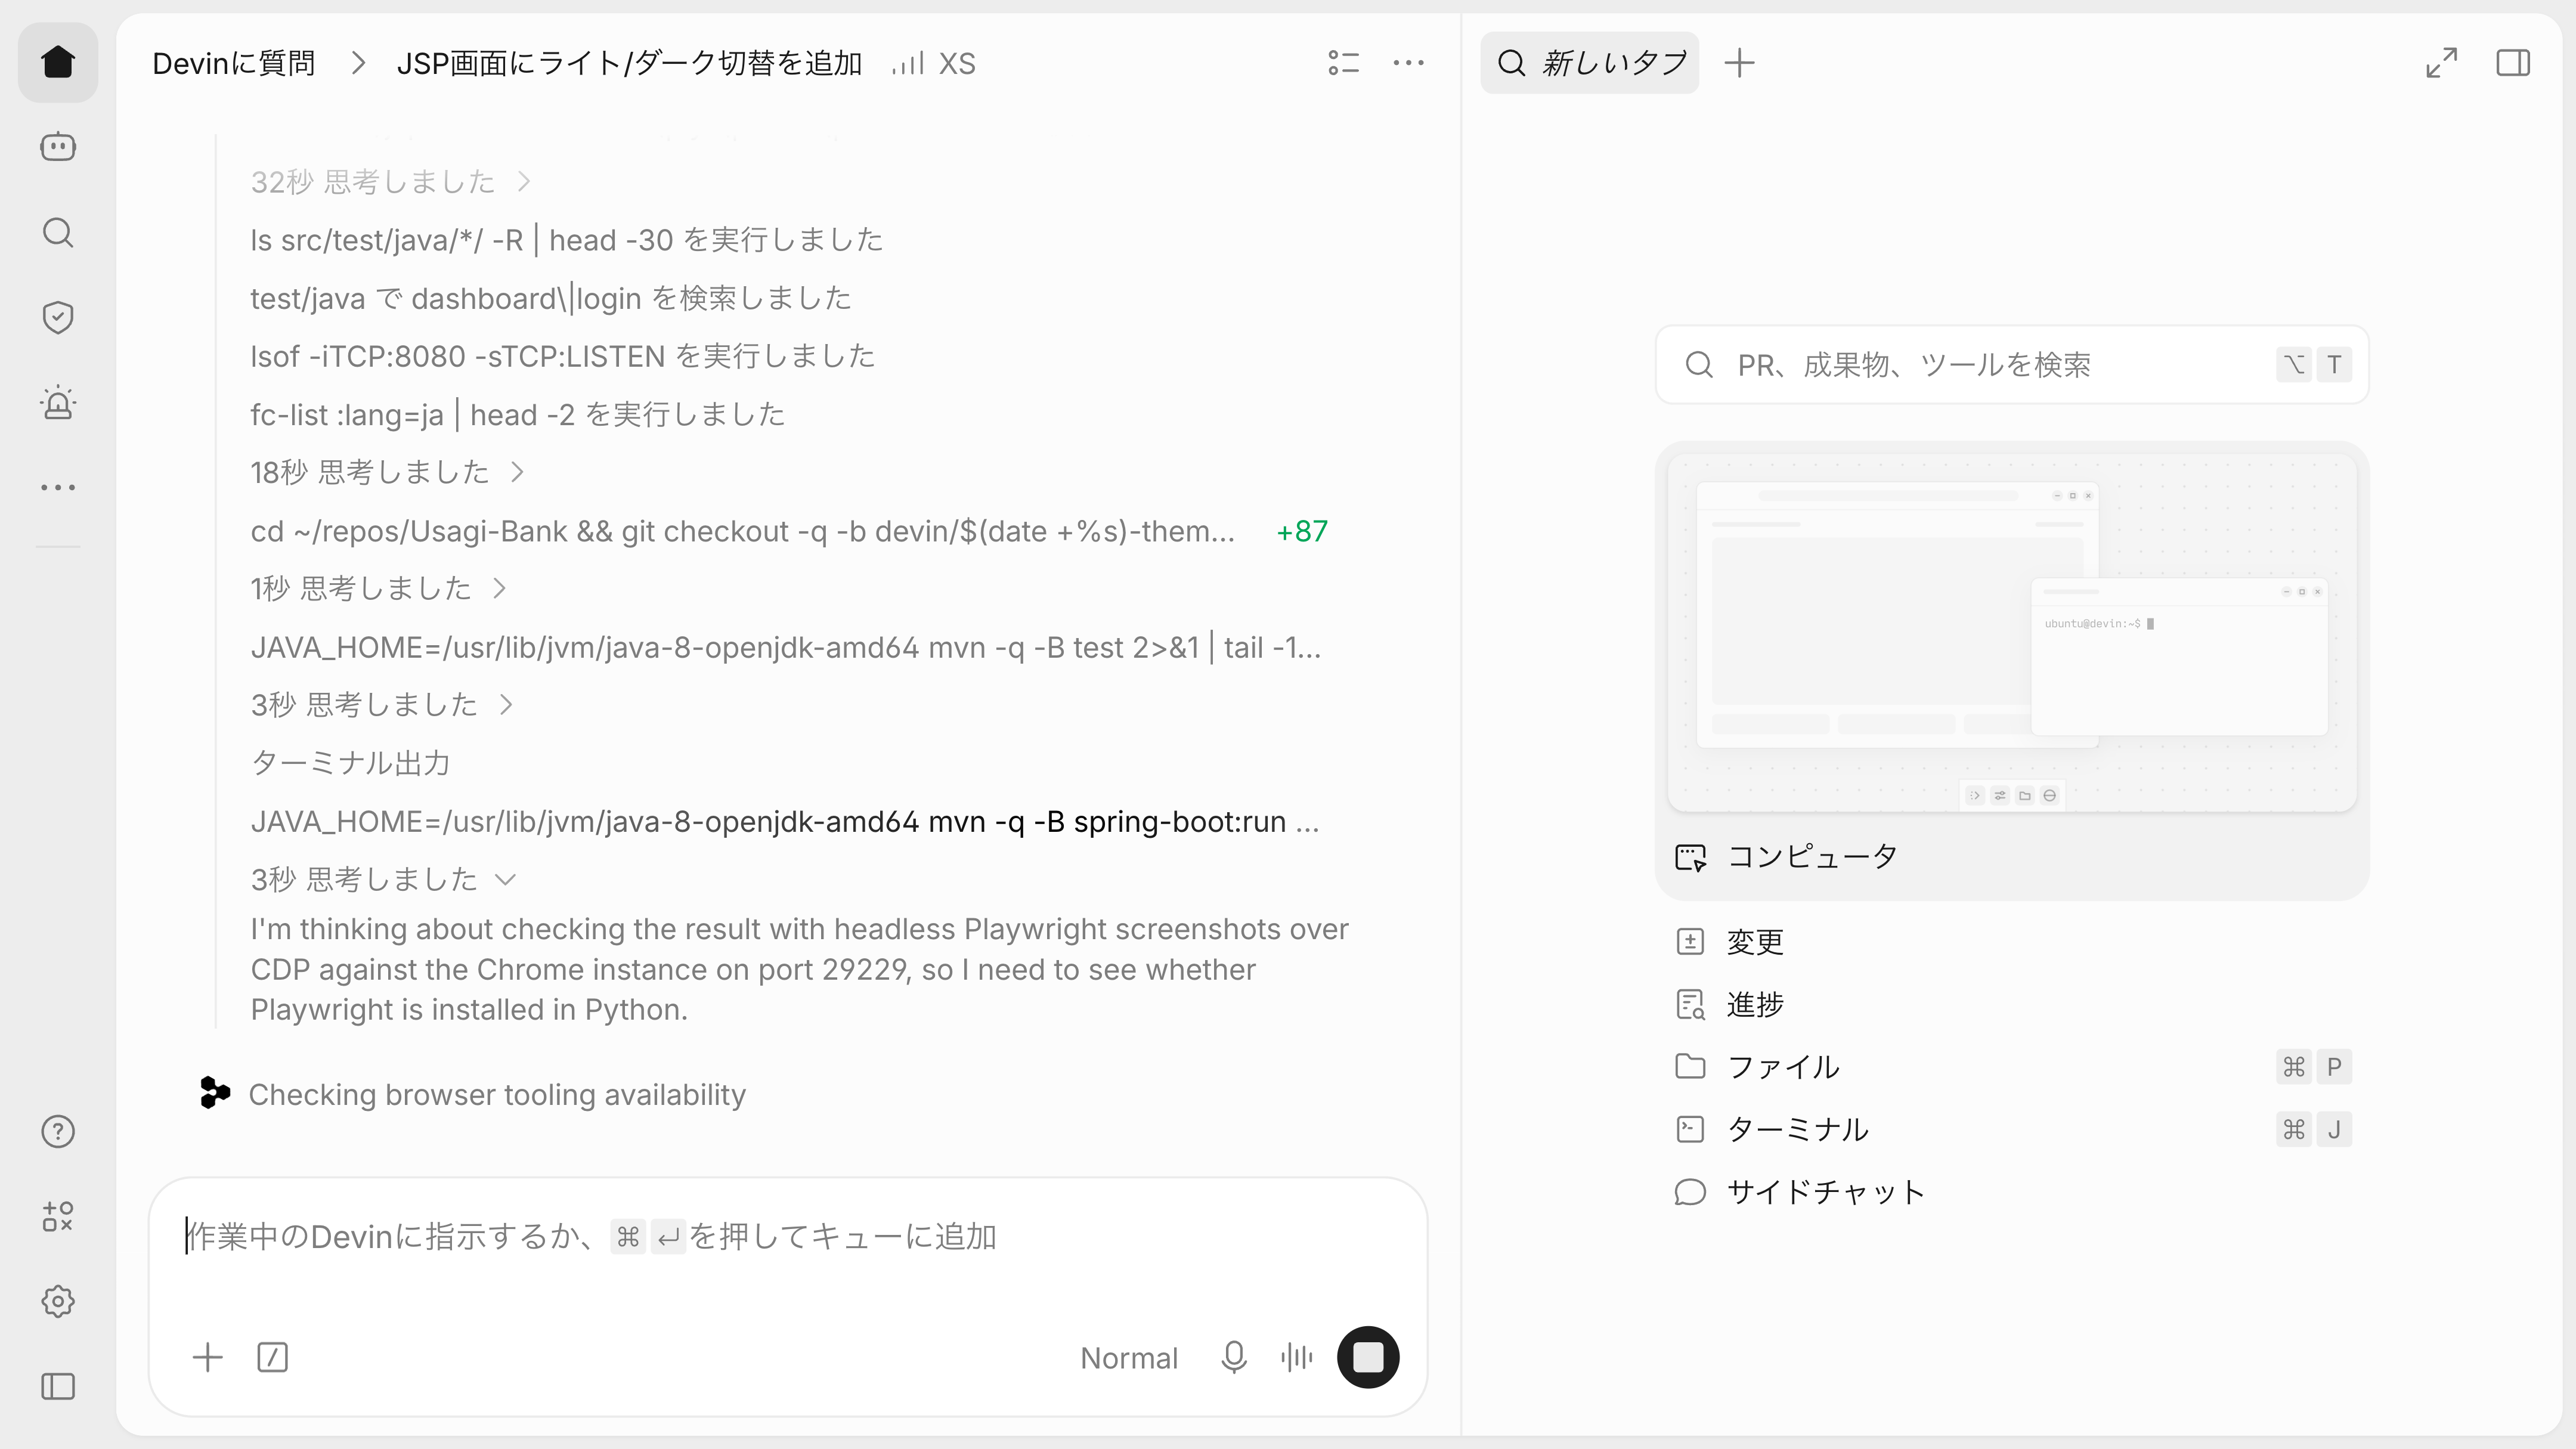 Devinに質問
JSP画面にライト/ダーク切替を追加
XS
32秒 思考しました
ls src/test/java/*/ -R | head -30 を実行しました
test/java で dashboard\|login を検索しました
lsof -iTCP:8080 -sTCP:LISTEN を実行しました
fc-list :lang=ja | head -2 を実行しました
18秒 思考しました
cd ~/repos/Usagi-Bank && git checkout -q -b devin/$(date +%s)-them... +87
1秒 思考しました
JAVA_HOME=/usr/lib/jvm/java-8-openjdk-amd64 mvn -q -B test 2>&1 | tail -1...
3秒 思考しました
ターミナル出力
JAVA_HOME=/usr/lib/jvm/java-8-openjdk-amd64 mvn -q -B spring-boot:run ...
3秒 思考しました
I'm thinking about checking the result with headless Playwright screenshots over
CDP against the Chrome instance on port 29229, so I need to see whether
Playwright is installed in Python.
Checking browser tooling availability
作業中のDevinに指示するか、⌘ ↵ を押してキューに追加
Normal
新しいタブ
PR、成果物、ツールを検索 ⌥ T
ubuntu@devin:~$
コンピュータ
変更
進捗
ファイル ⌘ P
ターミナル ⌘ J
サイドチャット